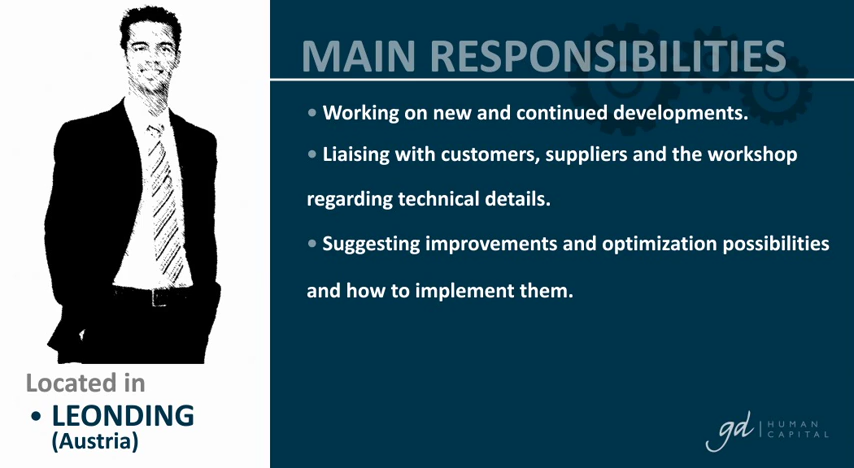 MAIN RESPONSIBILITIES
• Working on new and continued developments.
• Liaising with customers, suppliers and the workshop
regarding technical details.
• Suggesting improvements and optimization possibilities
and how to implement them.
Located in
• LEONDING
(Austria)
gd | HUMAN
CAPITAL